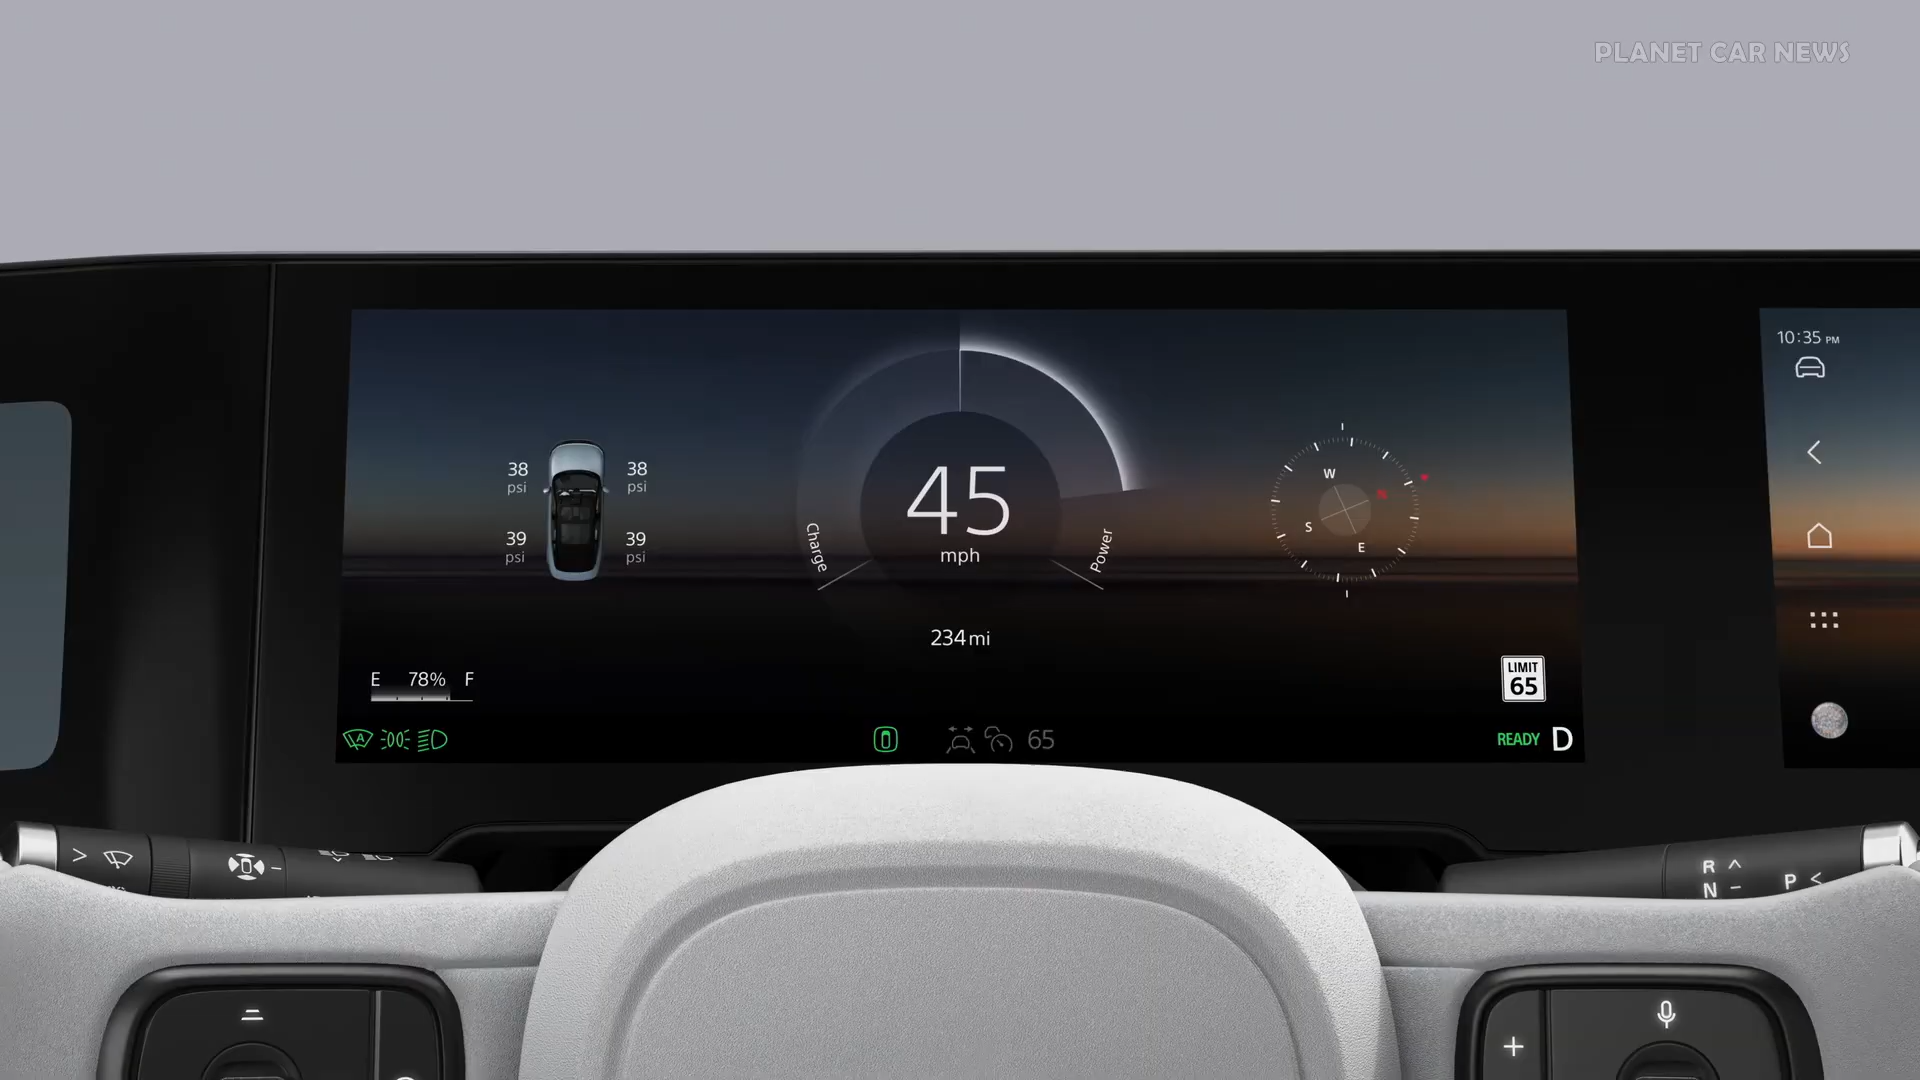 PLANET CAR NEWS
10:35 PM
38 psi
38 psi
39 psi
39 psi
45
mph
Charge
Power
W
S
E
234 mi
E 78% F
LIMIT
65
A
65
READY D
R
N
P